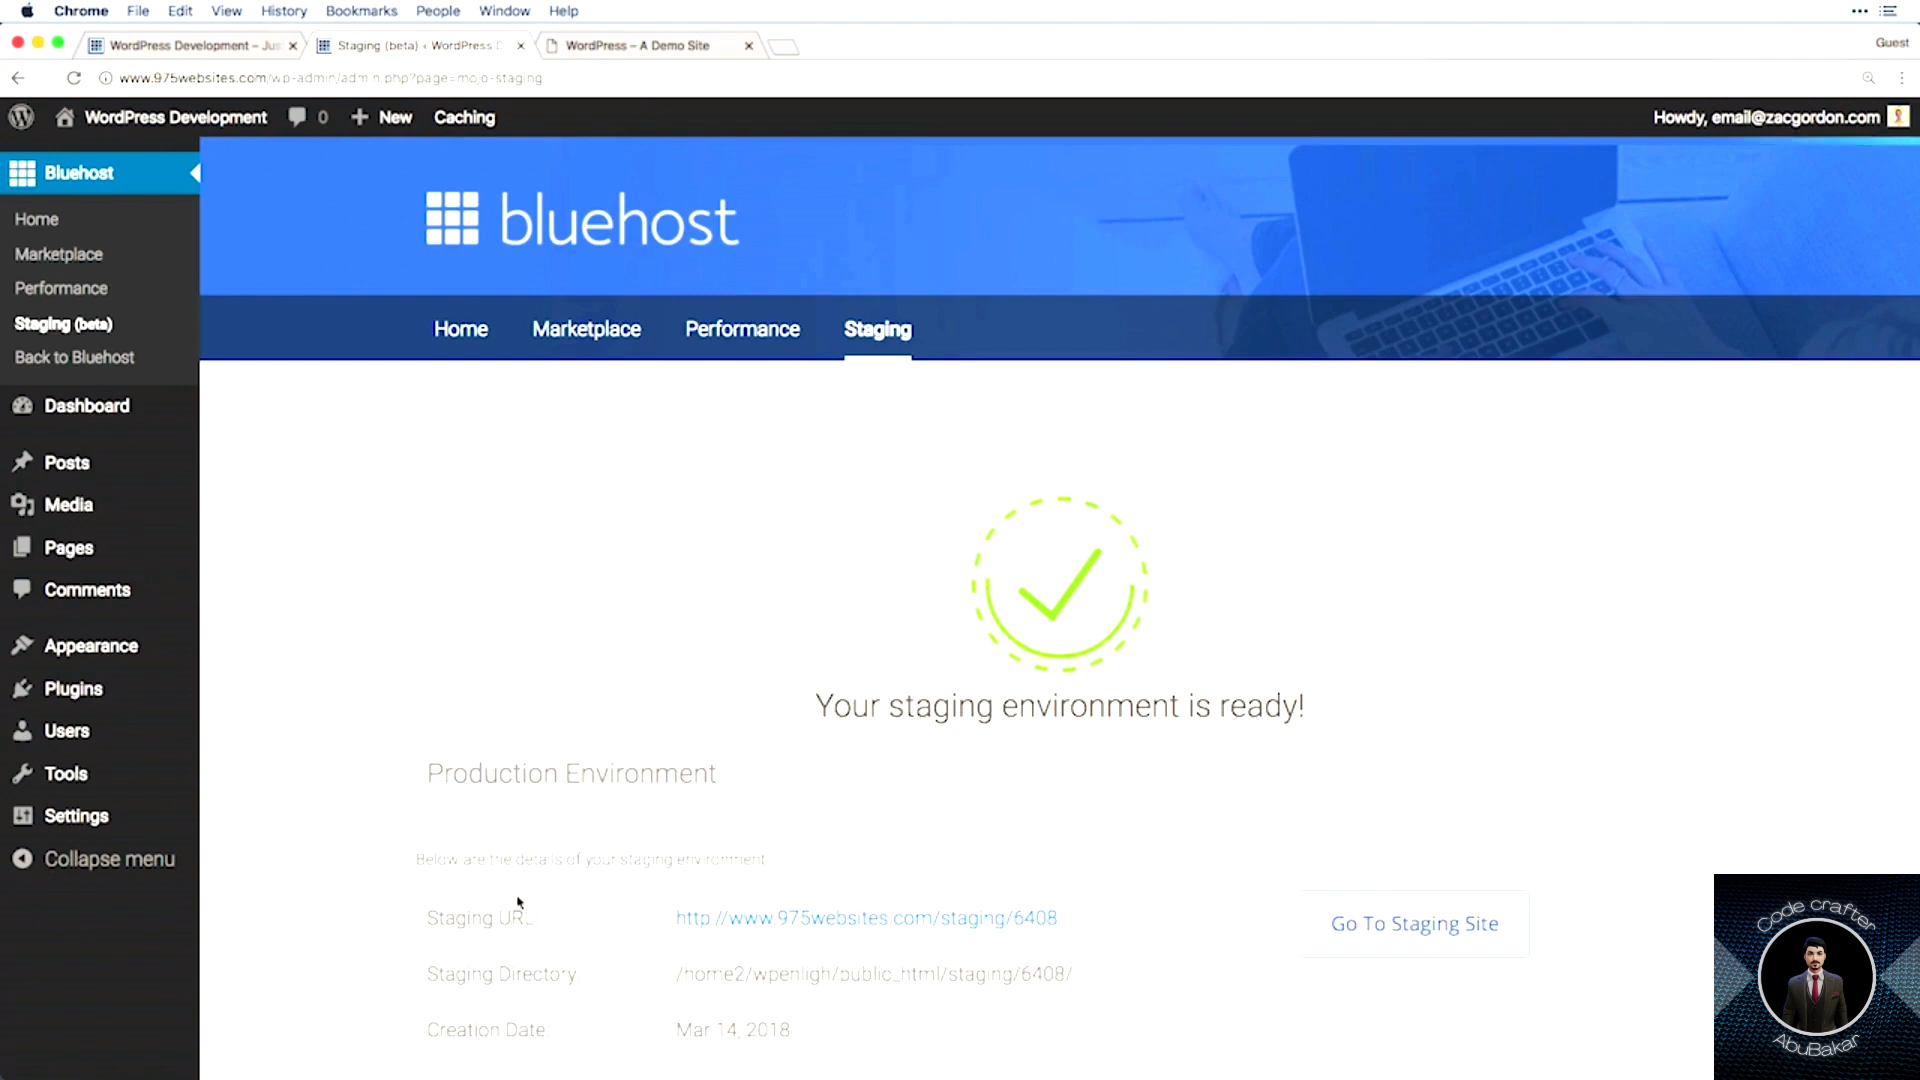 Chrome File Edit View History Bookmarks People Window Help
WordPress Development – Jus
Staging (beta) ‹ WordPress D
WordPress – A Demo Site
Guest
www.975websites.com/wp-admin/admin.php?page=mojo-staging
WordPress Development 0 New Caching
Howdy, email@zacgordon.com
Bluehost
Home
Marketplace
Performance
Staging (beta)
Back to Bluehost
Dashboard
Posts
Media
Pages
Comments
Appearance
Plugins
Users
Tools
Settings
Collapse menu
bluehost
Home Marketplace Performance Staging
Your staging environment is ready!
Production Environment
Below are the details of your staging environment
Staging URL http://www.975websites.com/staging/6408
Go To Staging Site
Staging Directory /home2/wpenligh/public_html/staging/6408/
Creation Date Mar 14, 2018
Code crafter
AbuBakar